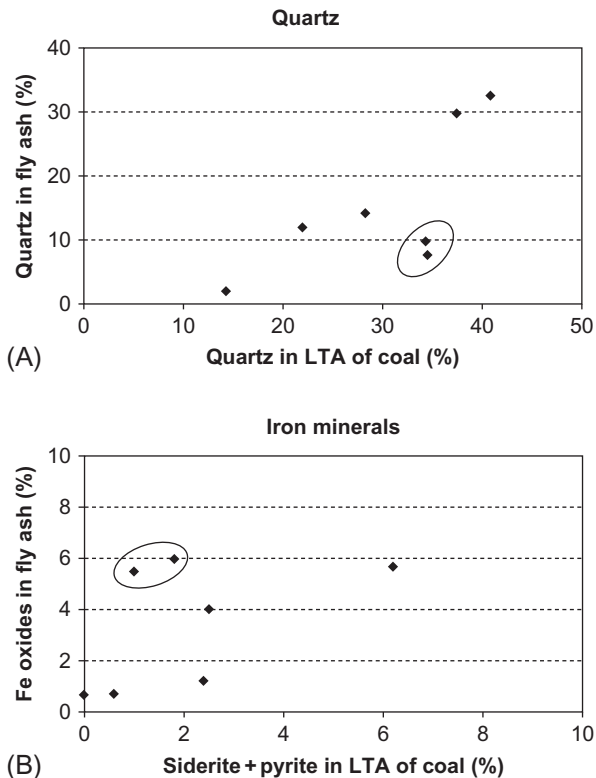 Quartz
40
30
20
10
0
Quartz in fly ash (%)
0 10 20 30 40 50
(A)
Quartz in LTA of coal (%)
Iron minerals
10
8
6
4
2
0
Fe oxides in fly ash (%)
0 2 4 6 8 10
(B)
Siderite + pyrite in LTA of coal (%)